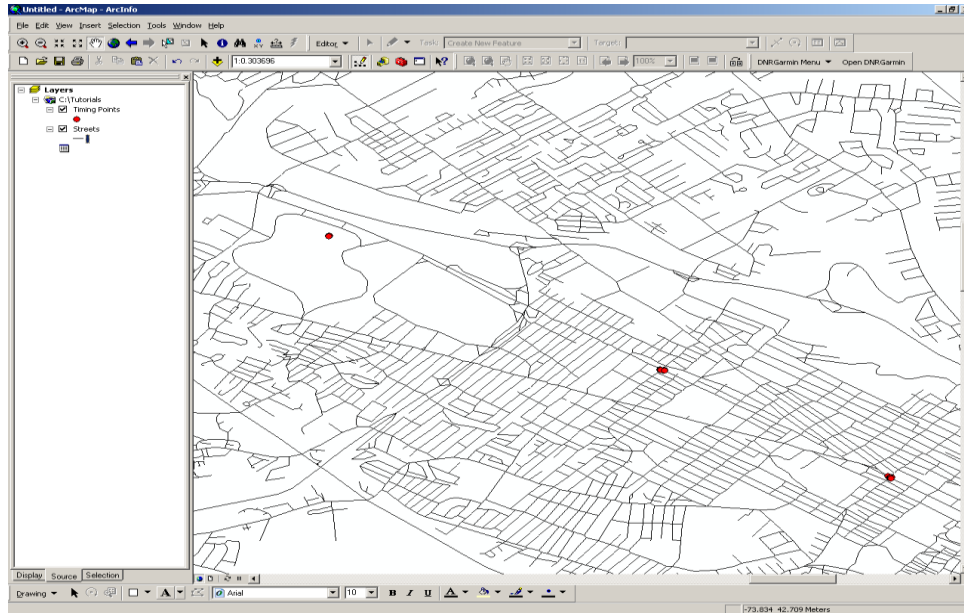 Untitled - ArcMap - ArcInfo
File Edit View Insert Selection Tools Window Help
Editor Task: Create New Feature Target:
1:0.303696 100% DNRGarmin Menu Open DNRGarmin
Layers
C:\Tutorials
Timing Points
Streets
Display Source Selection
Drawing Arial 10 B I U A
-73.834 42.709 Meters